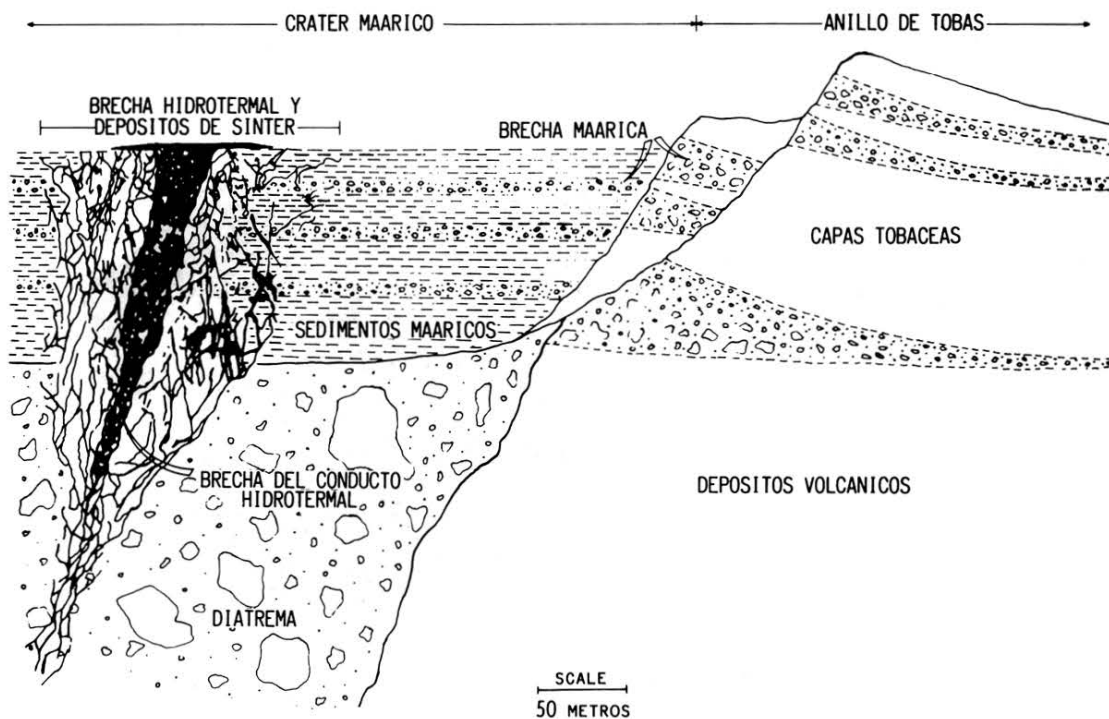 CRATER MAARICO
ANILLO DE TOBAS
BRECHA HIDROTERMAL Y
DEPOSITOS DE SINTER
BRECHA MAARICA
CAPAS TOBACEAS
SEDIMENTOS MAARICOS
BRECHA DEL CONDUCTO
HIDROTERMAL
DEPOSITOS VOLCANICOS
DIATREMA
SCALE
50 METROS